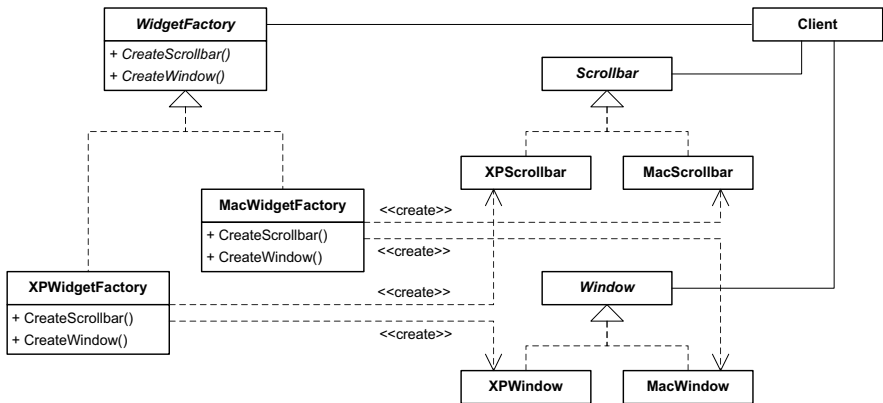 WidgetFactory
+ CreateScrollbar()
+ CreateWindow()
Client
Scrollbar
XPScrollbar
MacScrollbar
MacWidgetFactory
+ CreateScrollbar()
+ CreateWindow()
<<create>>
<<create>>
XPWidgetFactory
+ CreateScrollbar()
+ CreateWindow()
<<create>>
<<create>>
Window
XPWindow
MacWindow